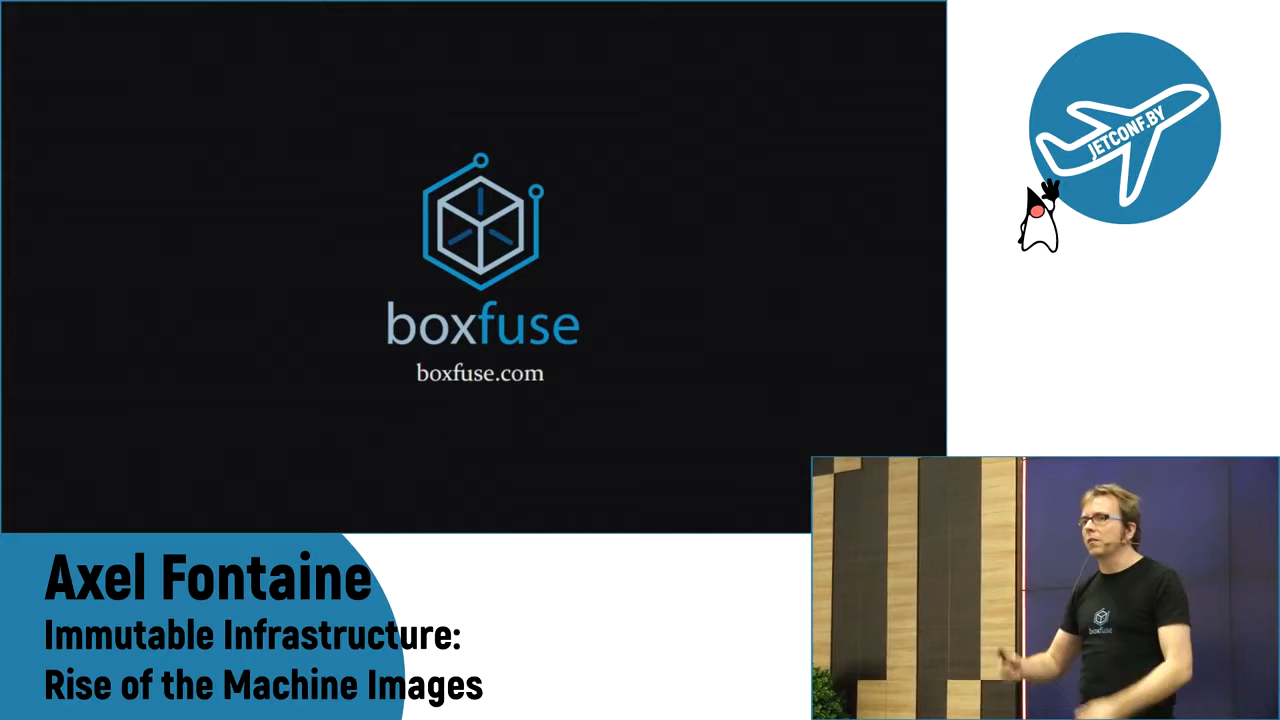 boxfuse
boxfuse.com
JETCONF.BY
Axel Fontaine
Immutable Infrastructure:
Rise of the Machine Images
boxfuse